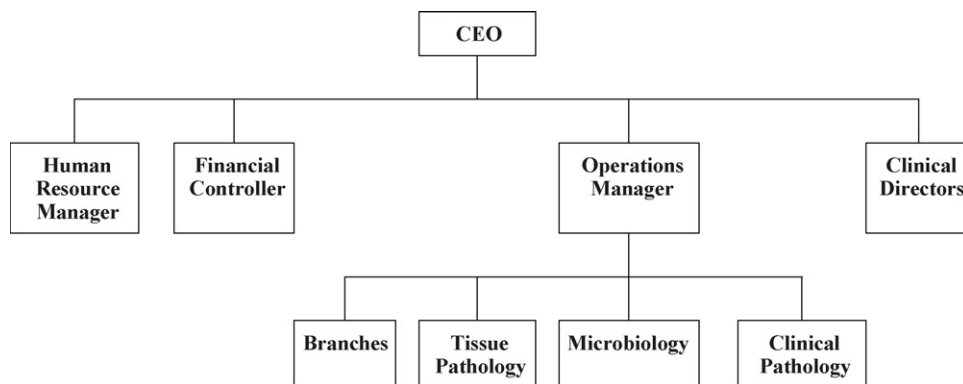 CEO
Human
Resource
Manager
Financial
Controller
Operations
Manager
Clinical
Directors
Branches
Tissue
Pathology
Microbiology
Clinical
Pathology